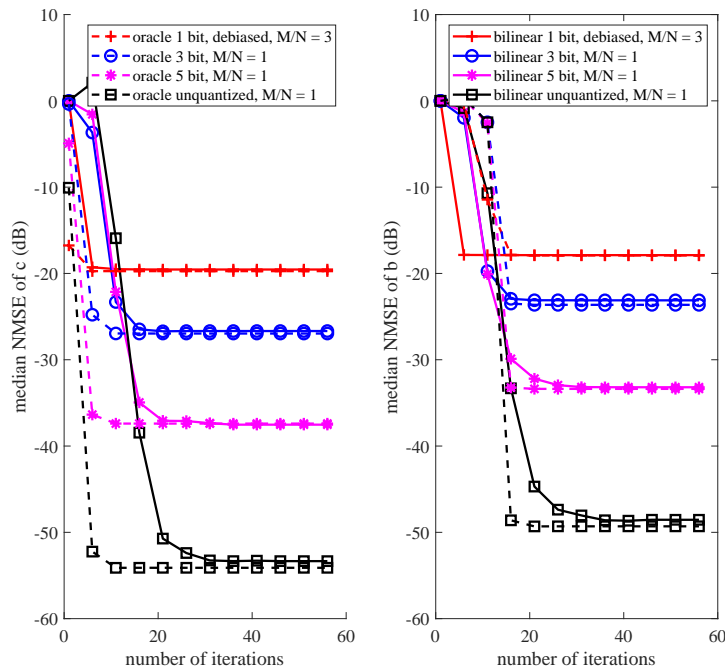 10
0
-10
-20
-30
-40
-50
-60
median NMSE of c (dB)
oracle 1 bit, debiased, M/N = 3
oracle 3 bit, M/N = 1
oracle 5 bit, M/N = 1
oracle unquantized, M/N = 1
0
20
40
60
number of iterations
10
0
-10
-20
-30
-40
-50
-60
median NMSE of b (dB)
bilinear 1 bit, debiased, M/N = 3
bilinear 3 bit, M/N = 1
bilinear 5 bit, M/N = 1
bilinear unquantized, M/N = 1
0
20
40
60
number of iterations